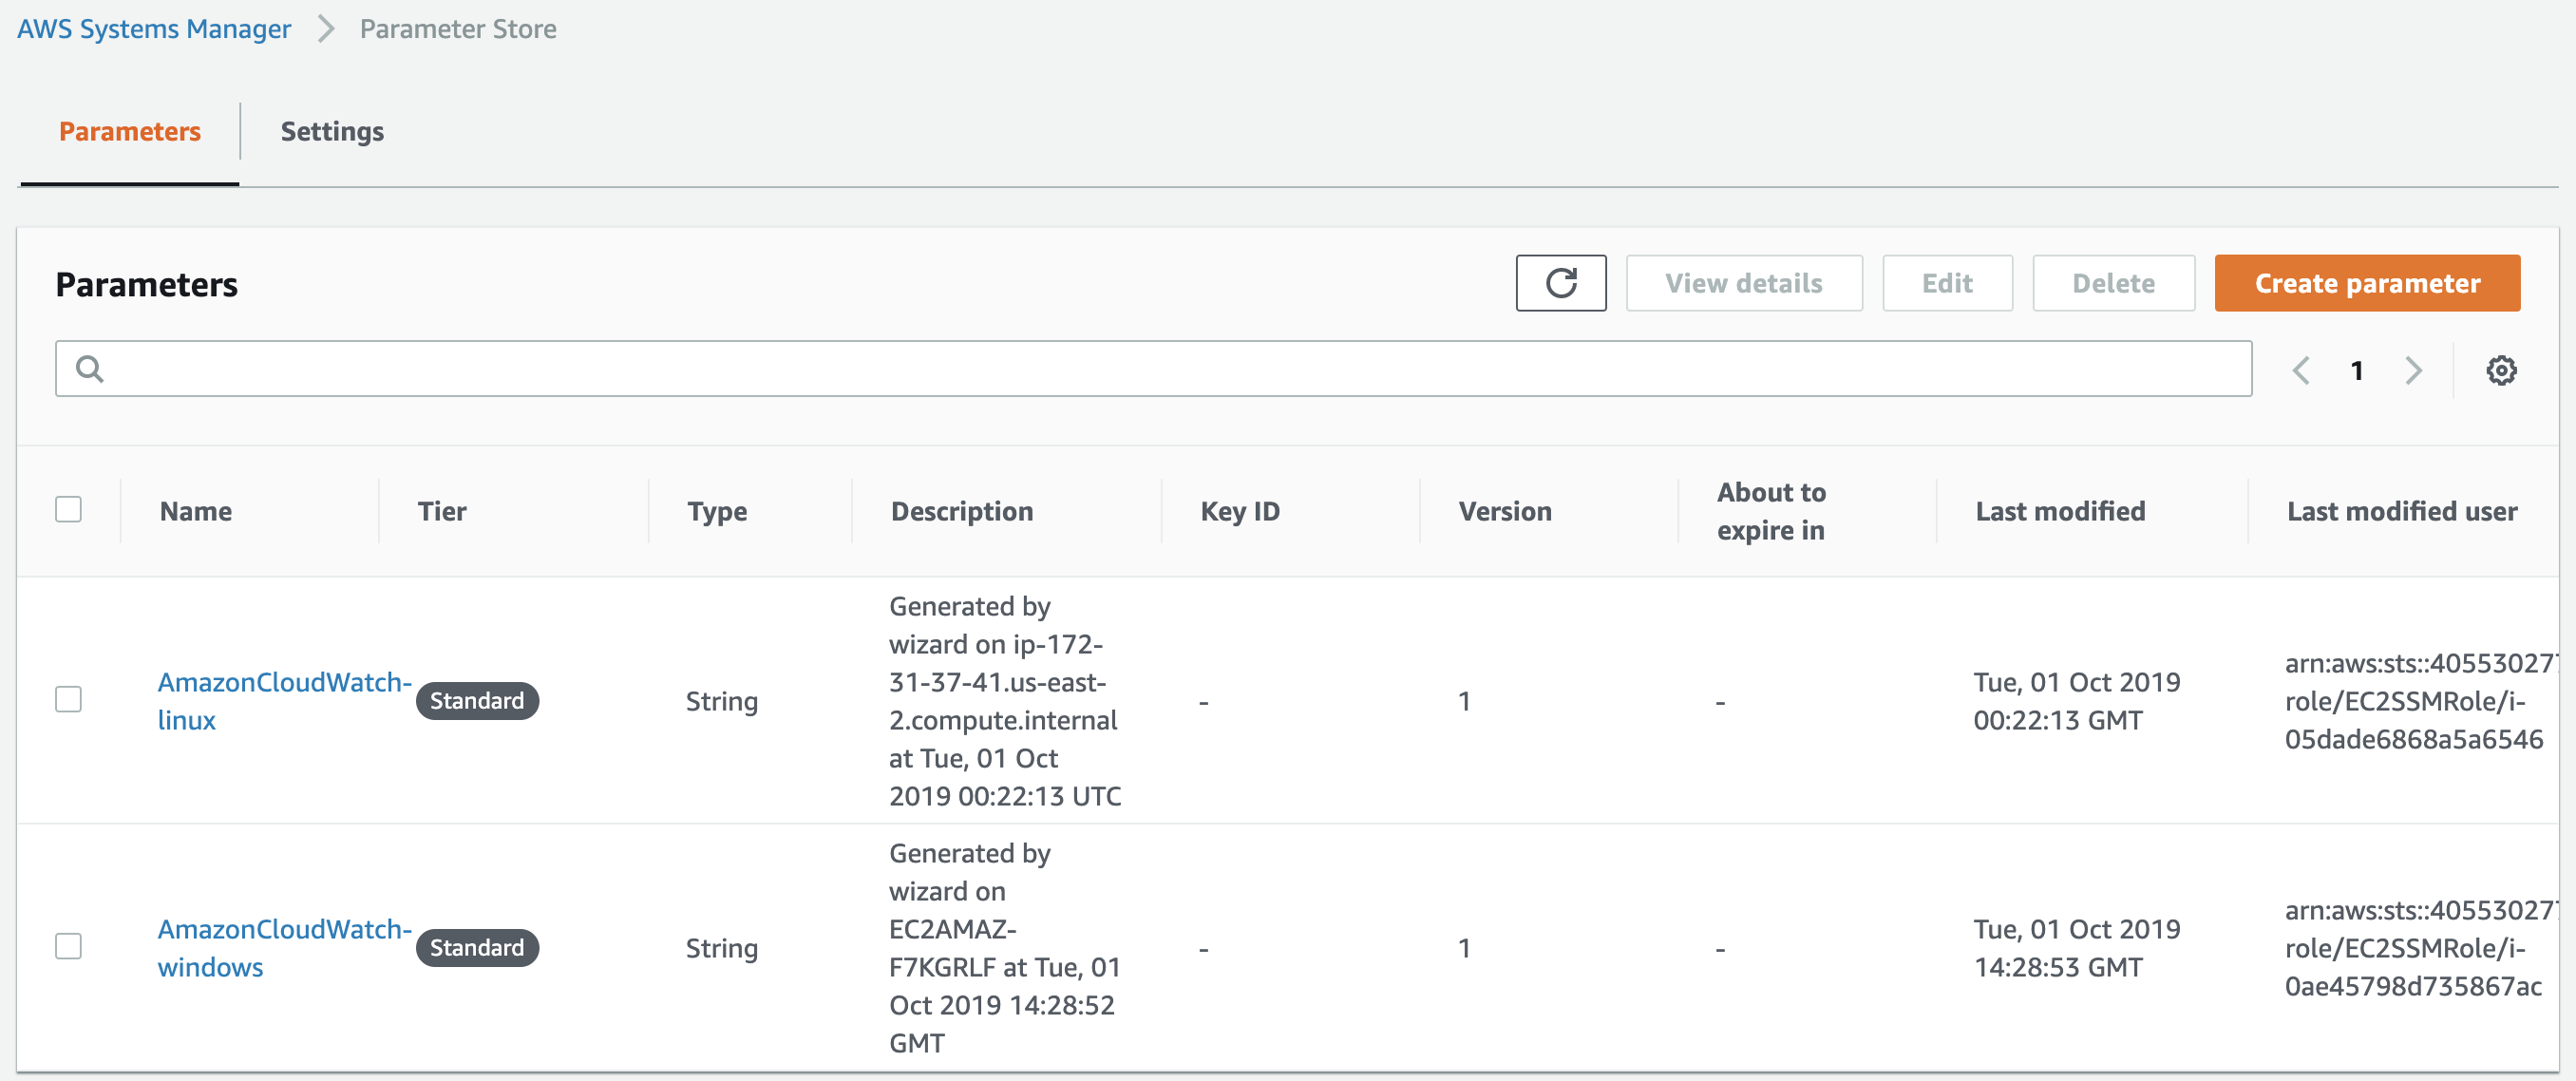 AWS Systems Manager > Parameter Store
Parameters
Settings
Parameters
View details
Edit
Delete
Create parameter
1
Name
Tier
Type
Description
Key ID
Version
About to
expire in
Last modified
Last modified user
AmazonCloudWatch-
linux
Standard
String
Generated by
wizard on ip-172-
31-37-41.us-east-
2.compute.internal
at Tue, 01 Oct
2019 00:22:13 UTC
-
1
-
Tue, 01 Oct 2019
00:22:13 GMT
arn:aws:sts::40553027
role/EC2SSMRole/i-
05dade6868a5a6546
AmazonCloudWatch-
windows
Standard
String
Generated by
wizard on
EC2AMAZ-
F7KGRLF at Tue, 01
Oct 2019 14:28:52
GMT
-
1
-
Tue, 01 Oct 2019
14:28:53 GMT
arn:aws:sts::40553027
role/EC2SSMRole/i-
0ae45798d735867ac